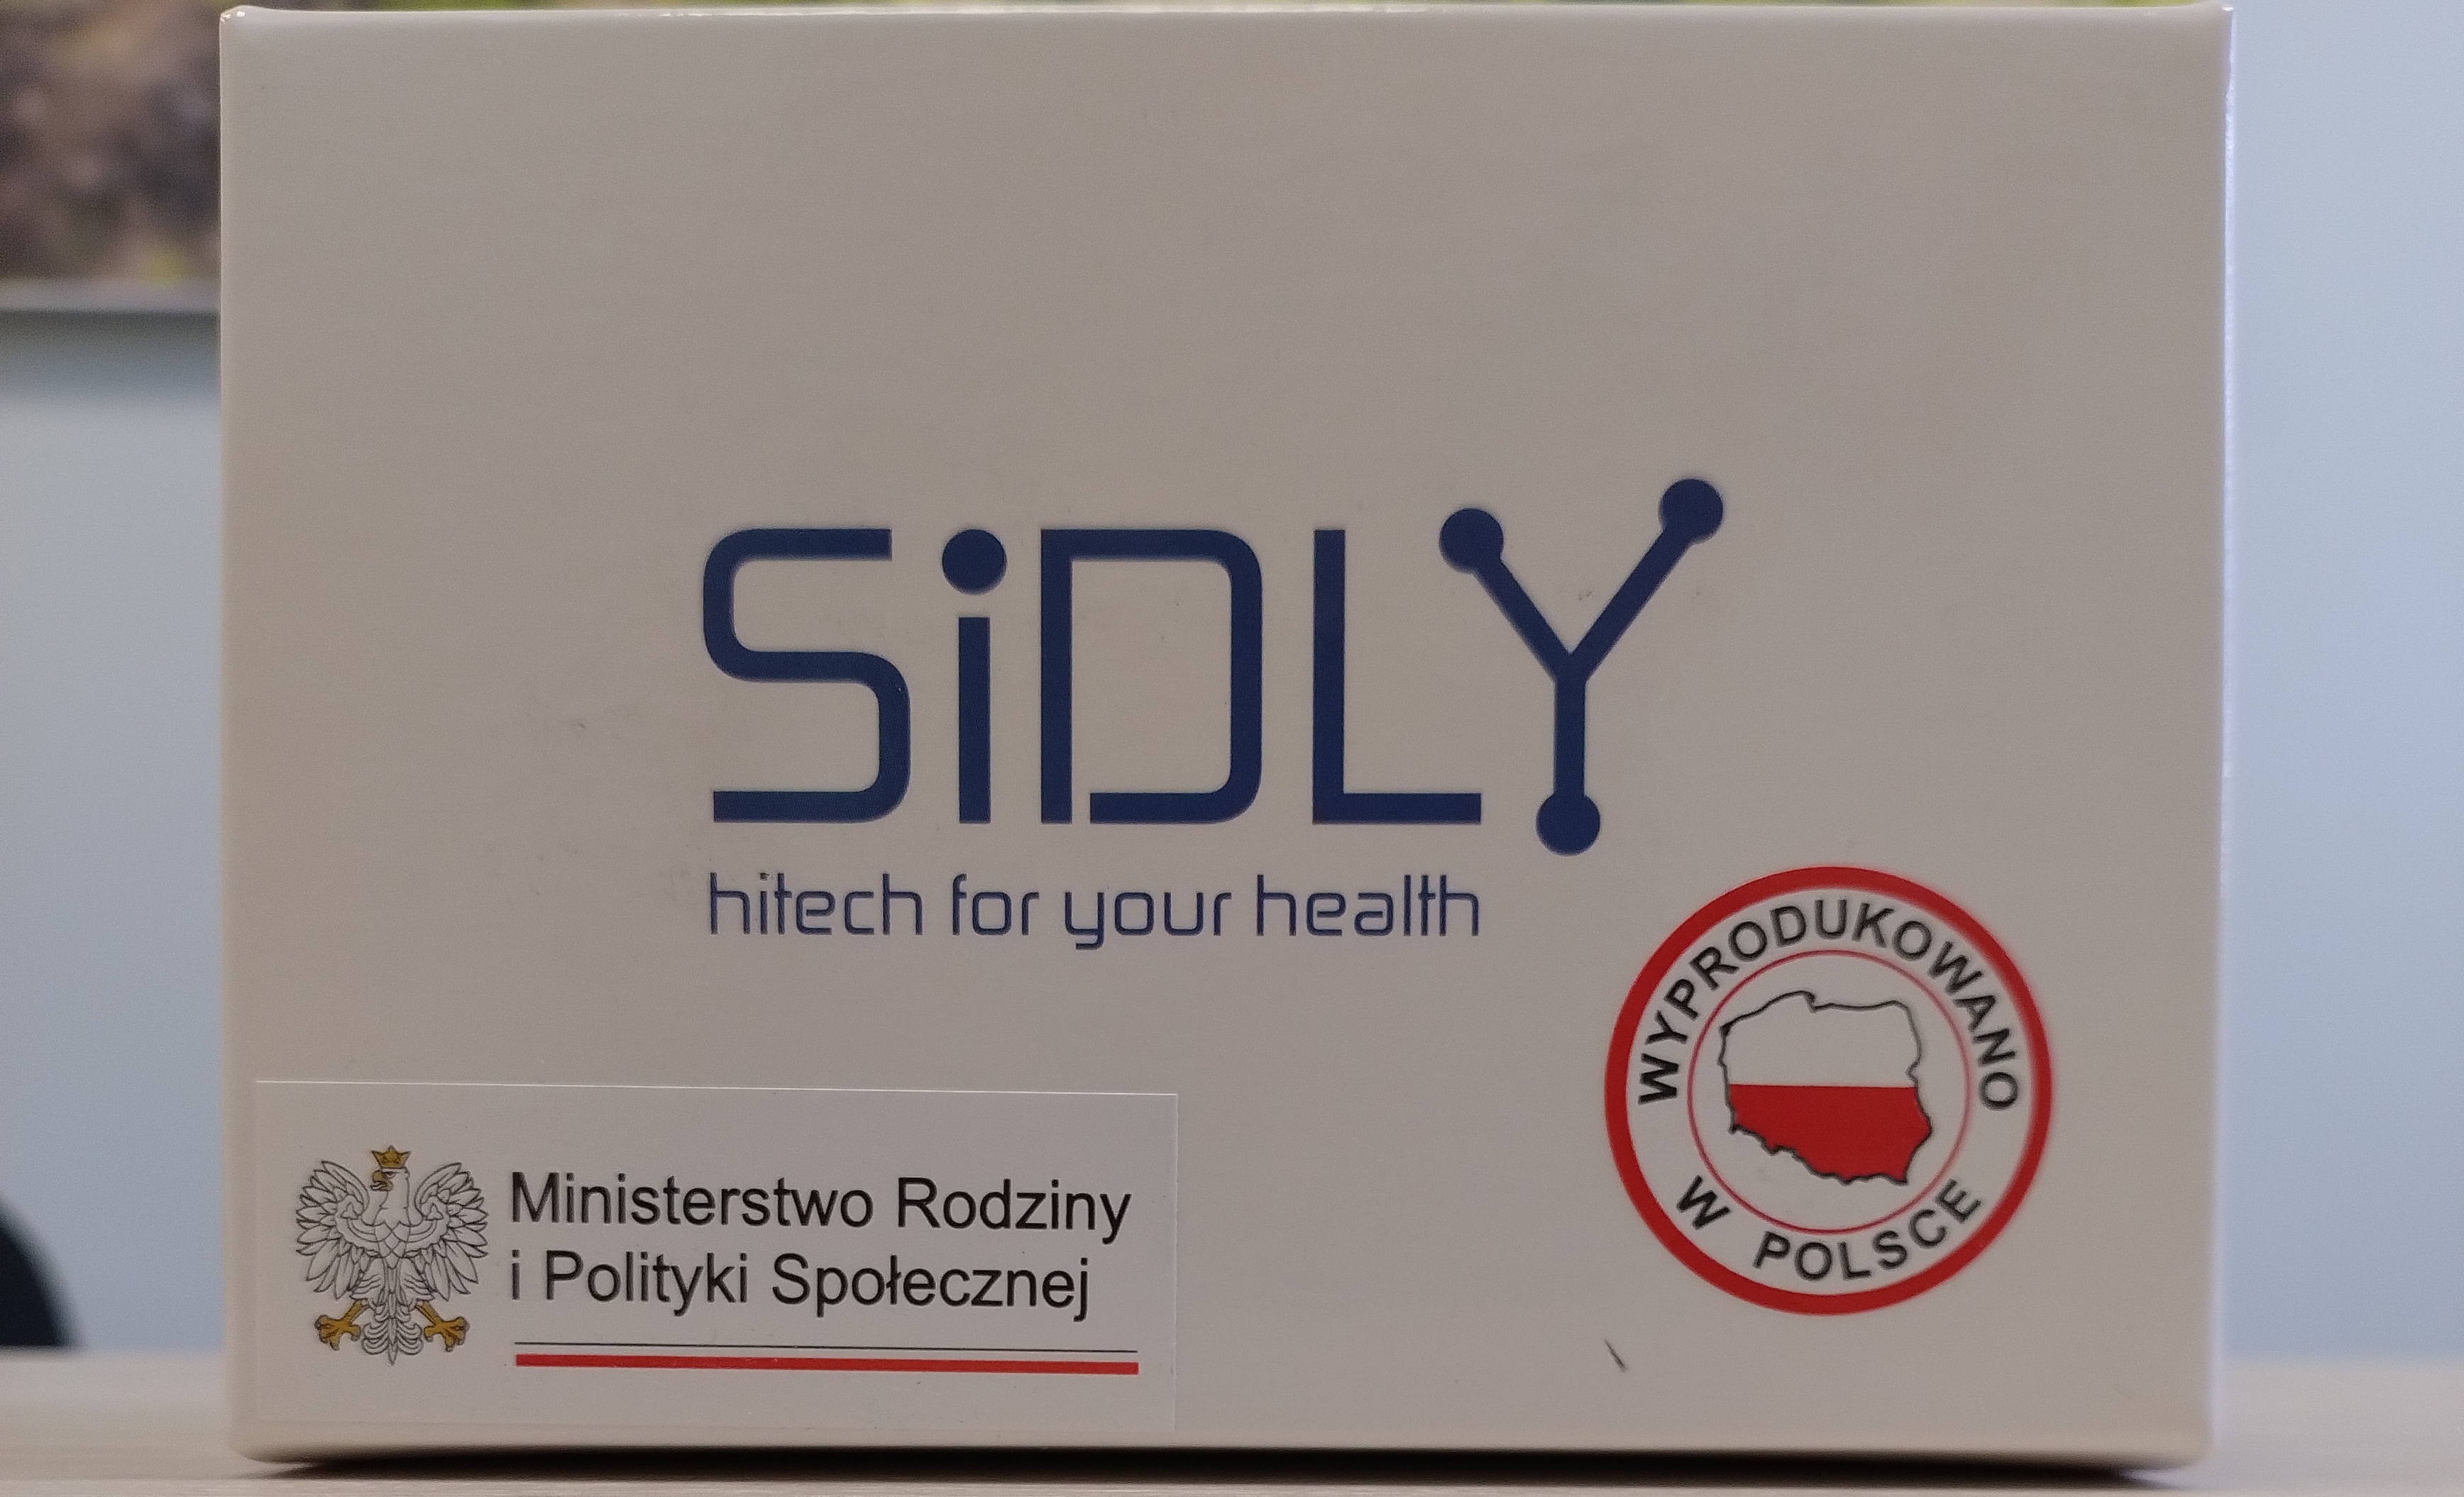 SiDLY
hitech for your health
WYPRODUKOWANO
W POLSCE
Ministerstwo Rodziny
i Polityki Społecznej